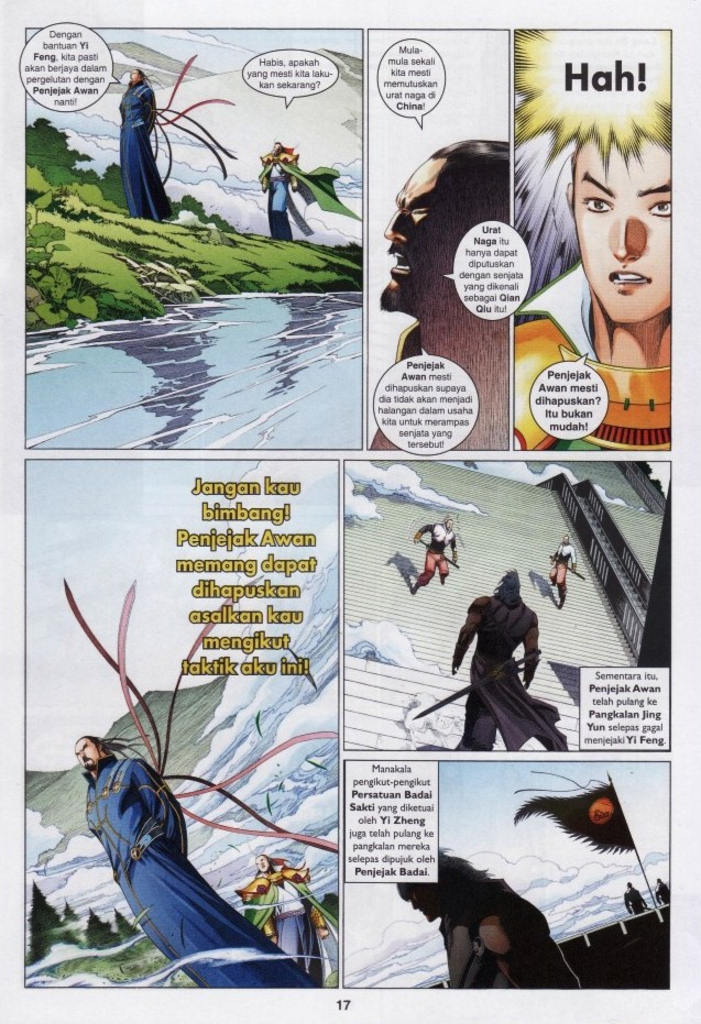 Dengan
bantuan Yi
Feng, kita pasti
akan berjaya dalam
pergelutan dengan
Penjejak Awan
nanti!
Habis, apakah
yang mesti kita laku-
kan sekarang?
Mula-
mula sekali
kita mesti
memutuskan
urat naga di
China!
Urat
Naga itu
hanya dapat
diputuskan
dengan senjata
yang dikenali
sebagai Qian
Qiu itu!
Penjejak
Awan mesti
dihapuskan supaya
dia tidak akan menjadi
halangan dalam usaha
kita untuk merampas
senjata yang
tersebut!
Hah!
Penjejak
Awan mesti
dihapuskan?
Itu bukan
mudah!
Jangan kau
bimbang!
Penjejak Awan
memang dapat
dihapuskan
asalkan kau
mengikut
taktik aku ini!
Sementara itu,
Penjejak Awan
telah pulang ke
Pangkalan Jing
Yun selepas gagal
menjejaki Yi Feng.
Manakala
pengikut-pengikut
Persatuan Badai
Sakti yang diketuai
oleh Yi Zheng
juga telah pulang ke
pangkalan mereka
selepas dipujuk oleh
Penjejak Badai.
17